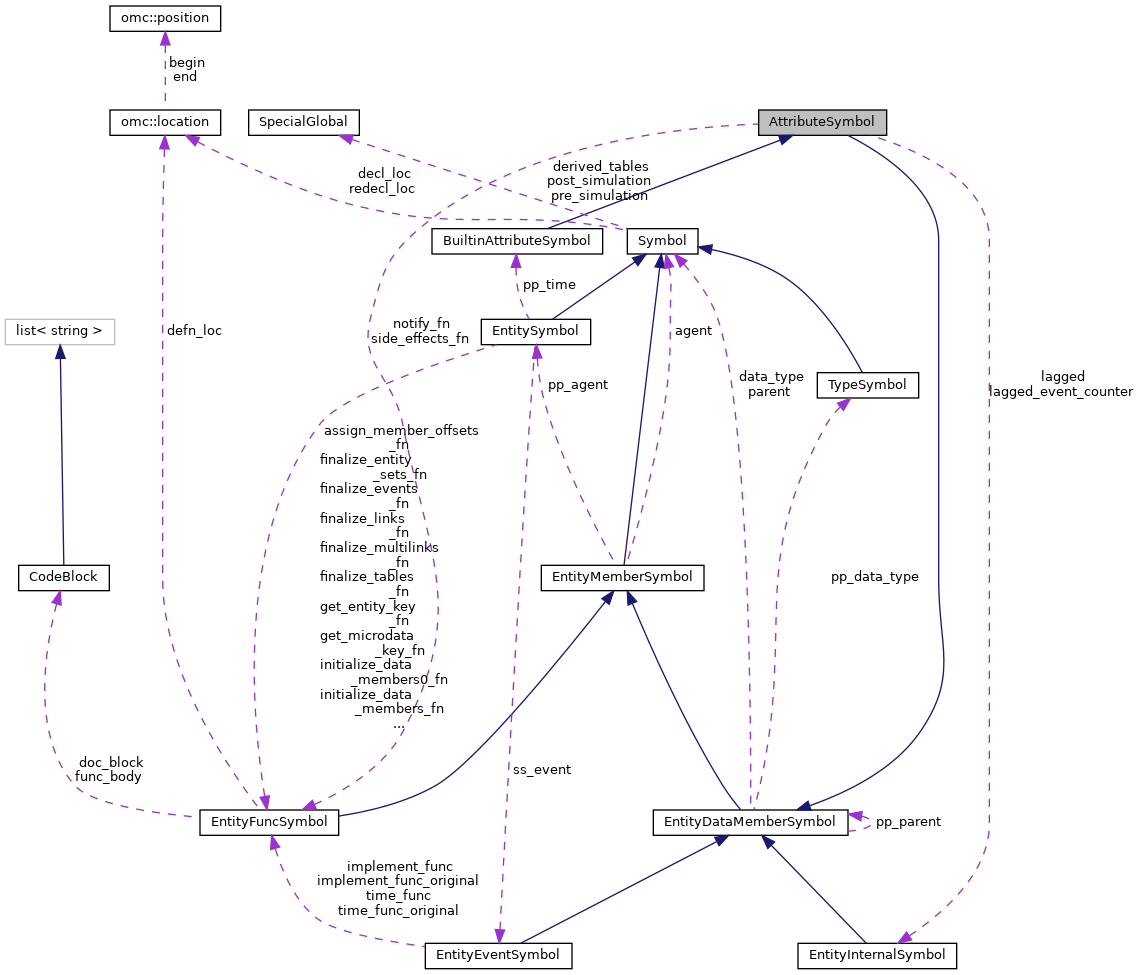 omc::position
begin
end
omc::location
SpecialGlobal
AttributeSymbol
decl_loc
redecl_loc
derived_tables
post_simulation
pre_simulation
BuiltinAttributeSymbol
Symbol
pp_time
list< string >
defn_loc
notify_fn
side_effects_fn
EntitySymbol
agent
pp_agent
data_type
parent
TypeSymbol
lagged
lagged_event_counter
assign_member_offsets
_fn
finalize_entity
_sets_fn
finalize_events
_fn
finalize_links
_fn
finalize_multilinks
_fn
finalize_tables
_fn
get_entity_key
_fn
get_microdata
_key_fn
initialize_data
_members0_fn
initialize_data
_members_fn
...
CodeBlock
EntityMemberSymbol
pp_data_type
doc_block
func_body
ss_event
EntityFuncSymbol
EntityDataMemberSymbol
pp_parent
implement_func
implement_func_original
time_func
time_func_original
EntityEventSymbol
EntityInternalSymbol